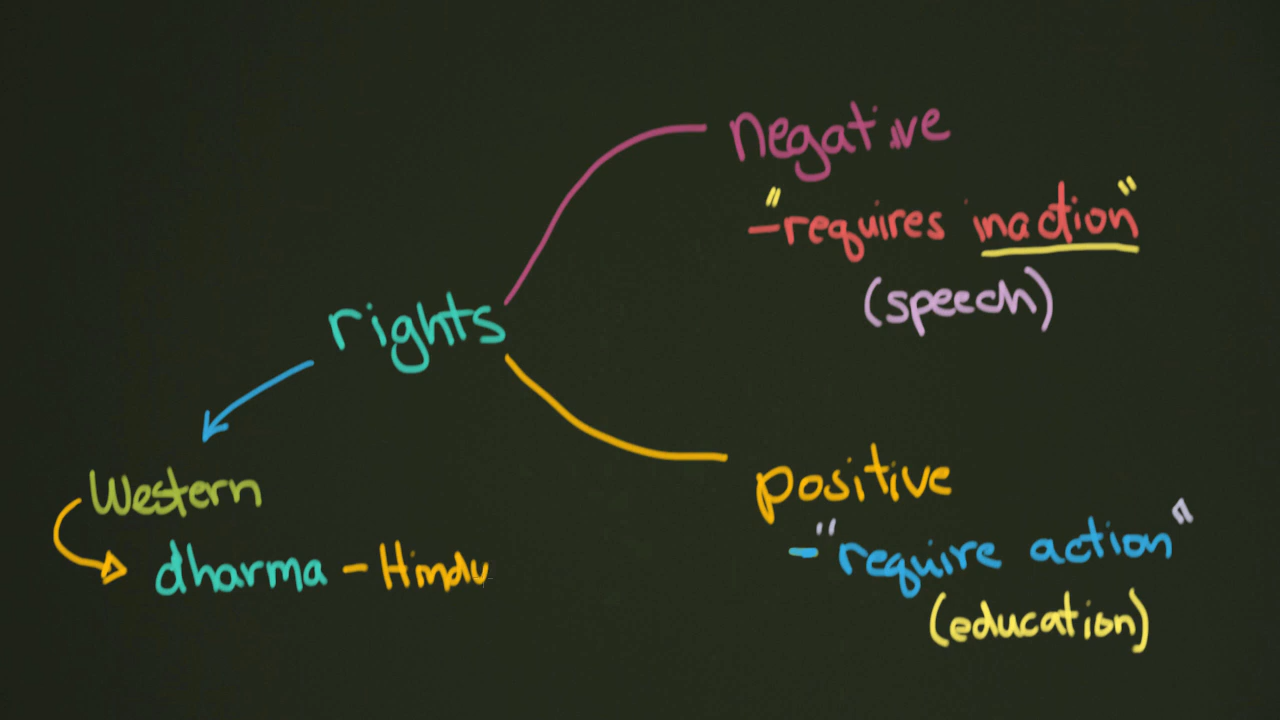 negative
"-requires inaction"
(speech)
rights
positive
-"require action"
(education)
Western
dharma - Hindu